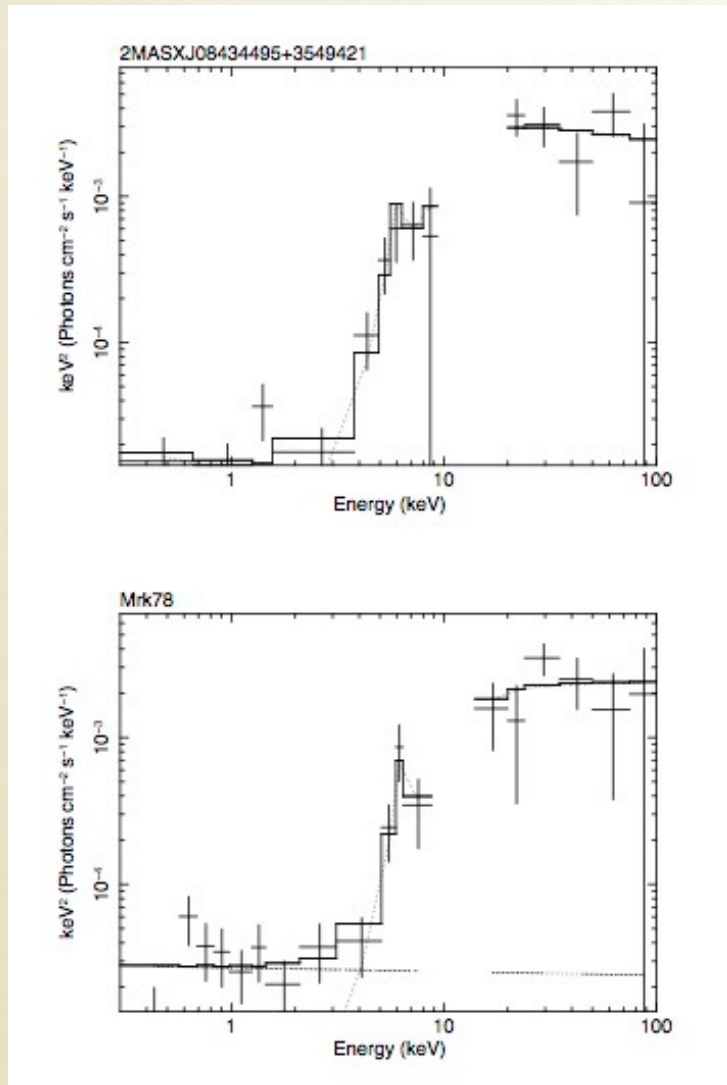 2MASXJ08434495+3549421
keV² (Photons cm⁻² s⁻¹ keV⁻¹)
10⁻³
10⁻⁴
1
10
100
Energy (keV)
Mrk78
keV² (Photons cm⁻² s⁻¹ keV⁻¹)
10⁻³
10⁻⁴
1
10
100
Energy (keV)